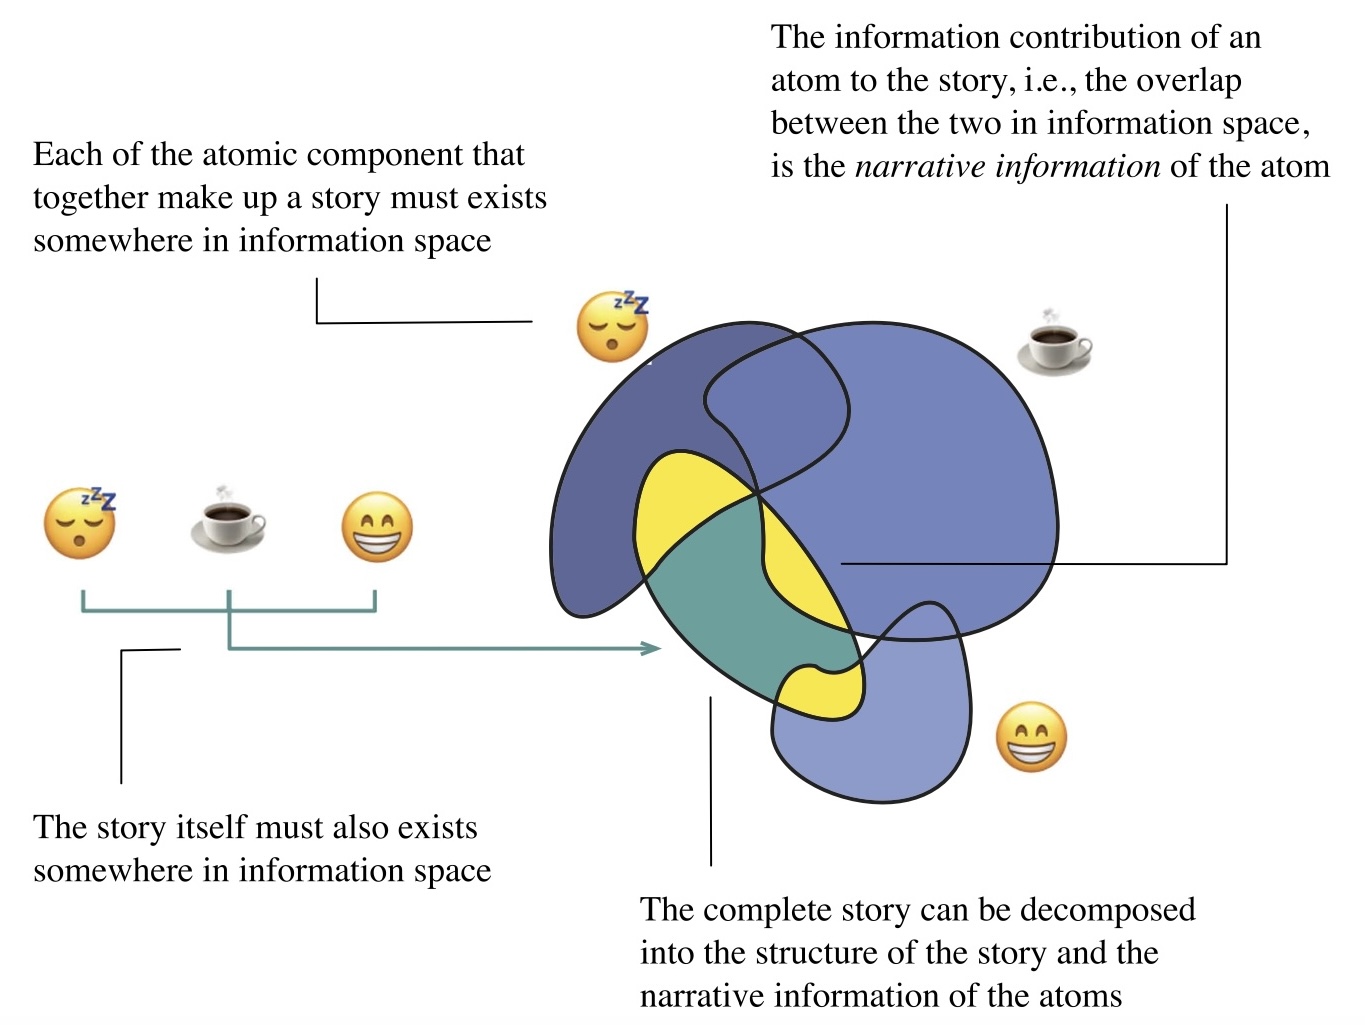 The information contribution of an
atom to the story, i.e., the overlap
between the two in information space,
is the narrative information of the atom
Each of the atomic component that
together make up a story must exists
somewhere in information space
The story itself must also exists
somewhere in information space
The complete story can be decomposed
into the structure of the story and the
narrative information of the atoms